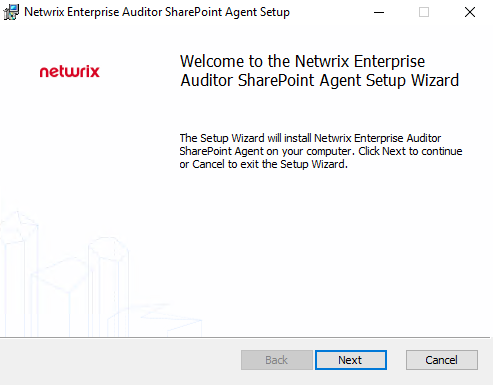 Netwrix Enterprise Auditor SharePoint Agent Setup
netwrix
Welcome to the Netwrix Enterprise
Auditor SharePoint Agent Setup Wizard
The Setup Wizard will install Netwrix Enterprise Auditor
SharePoint Agent on your computer. Click Next to continue
or Cancel to exit the Setup Wizard.
Back Next Cancel